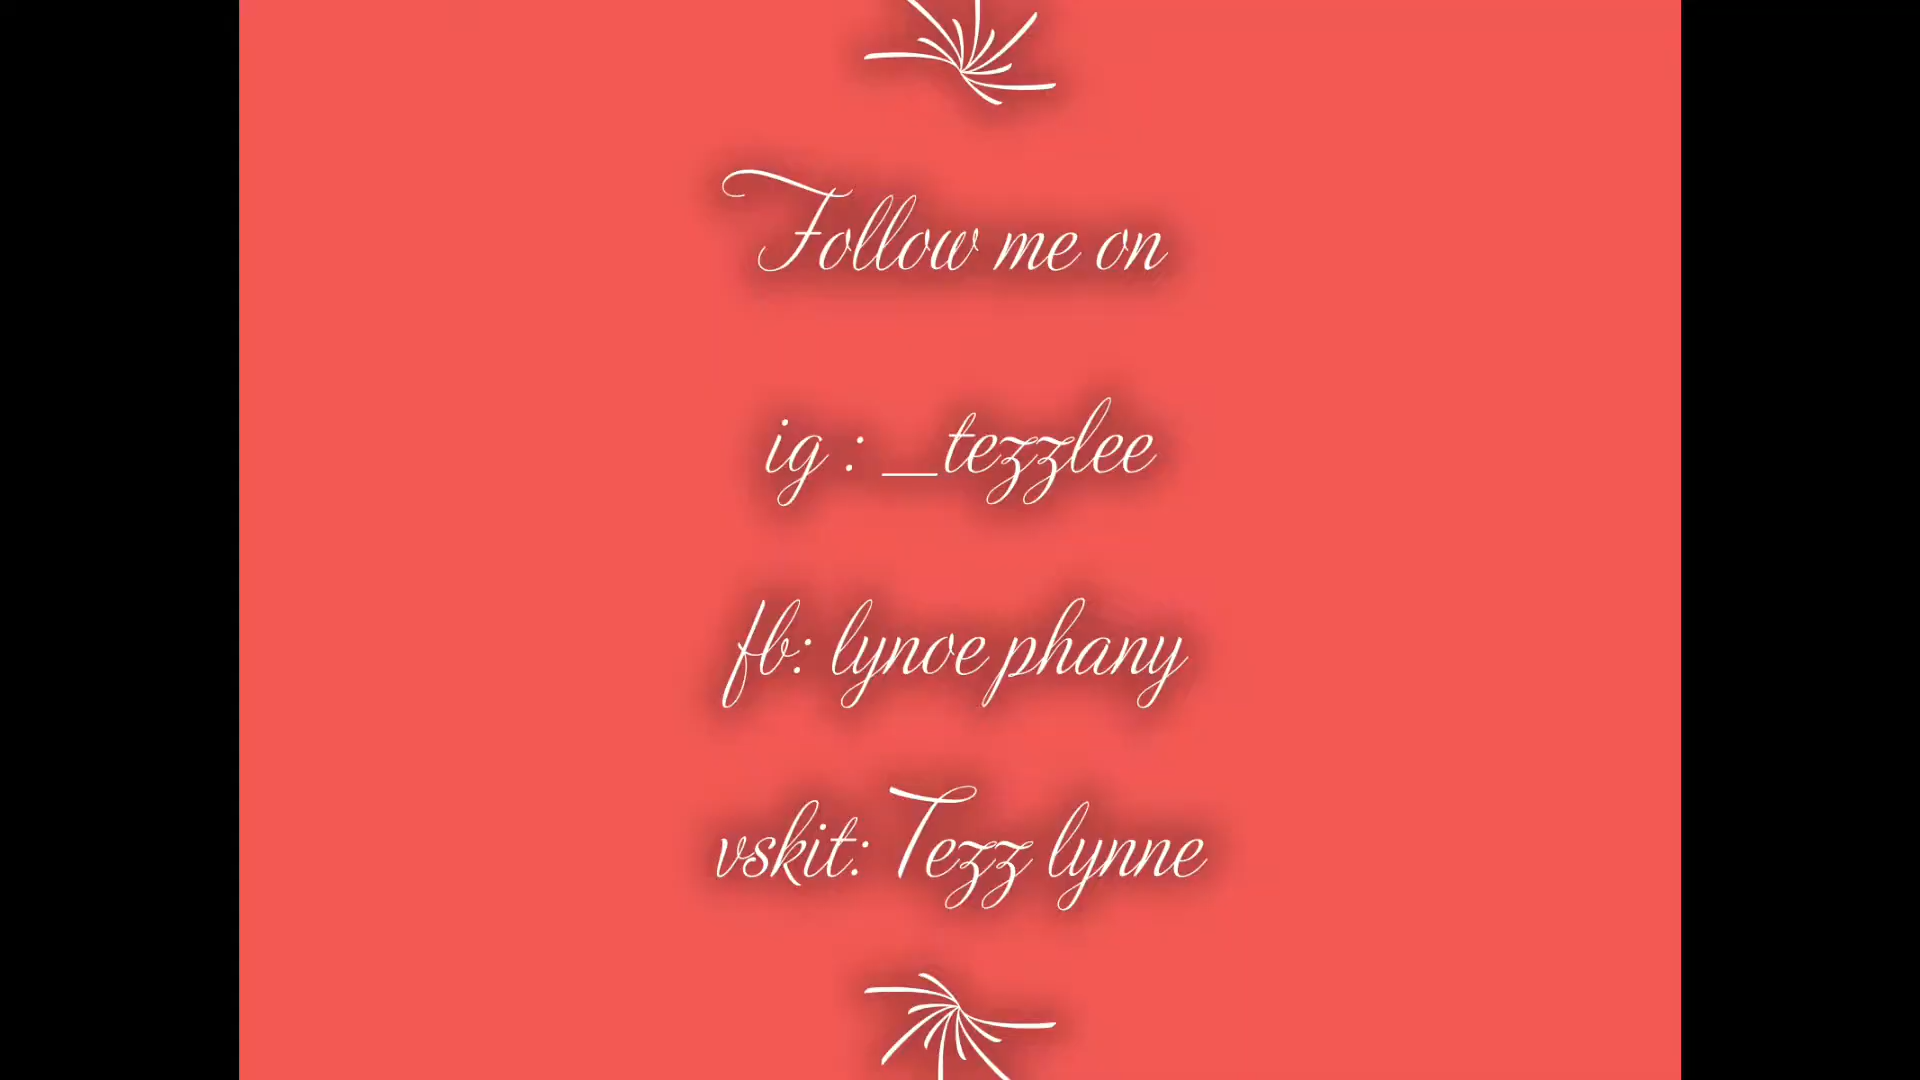 Follow me on
ig : _tezzlee
fb: lynoe phany
vskit: Tezz lynne